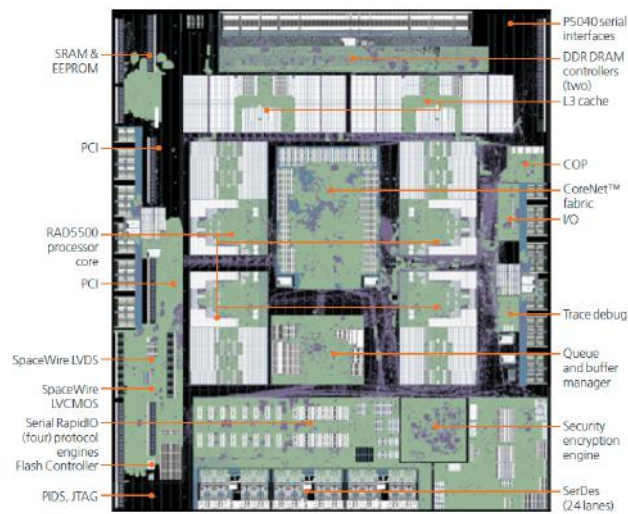 SRAM &
EEPROM
PCI
RAD5500
processor
core
PCI
SpaceWire LVDS
SpaceWire
LVCMOS
Serial RapidIO
(four) protocol
engines
Flash Controller
PIDS, JTAG
P5040 serial
interfaces
DDR DRAM
controllers
(two)
L3 cache
COP
CoreNet™
fabric
I/O
Trace debug
Queue
and buffer
manager
Security
encryption
engine
SerDes
(24 lanes)